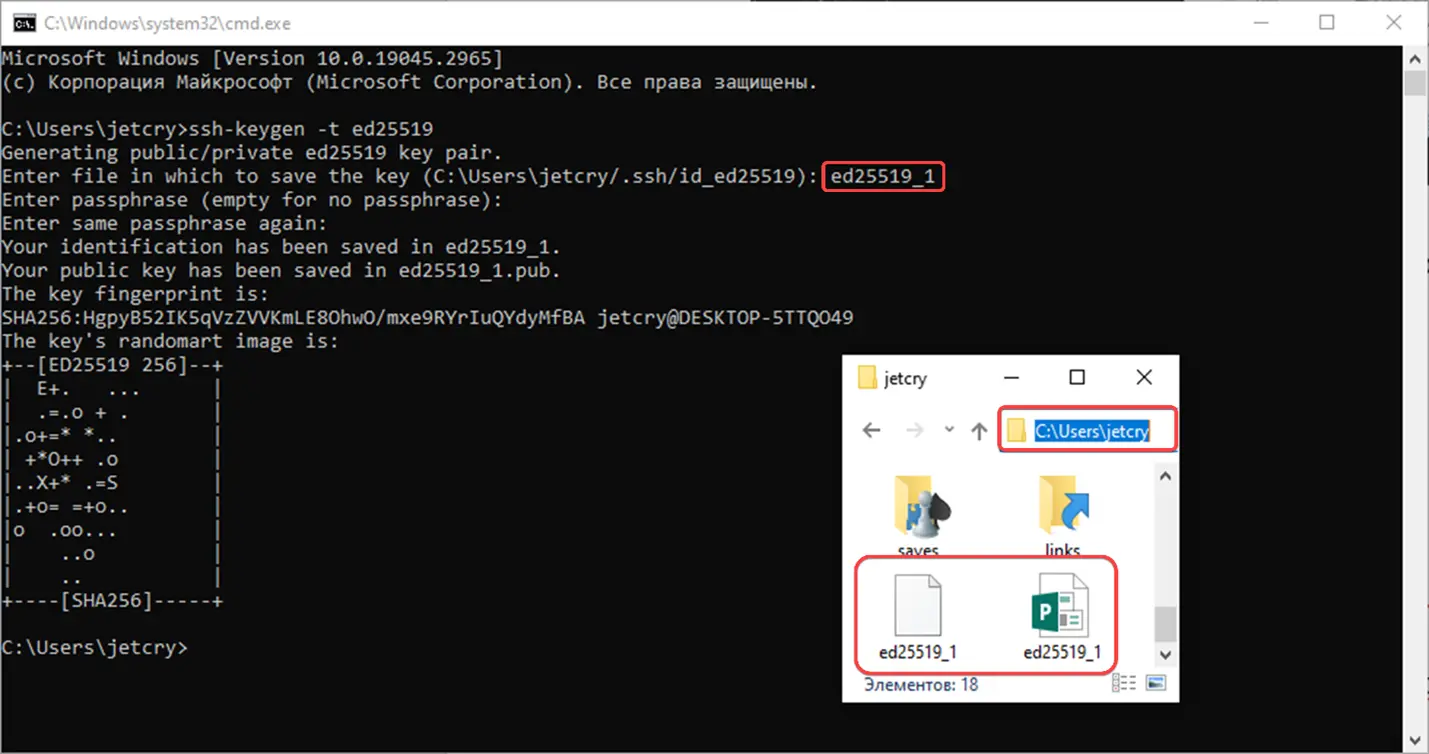 C:\Windows\system32\cmd.exe
Microsoft Windows [Version 10.0.19045.2965]
(c) Корпорация Майкрософт (Microsoft Corporation). Все права защищены.
C:\Users\jetcry>ssh-keygen -t ed25519
Generating public/private ed25519 key pair.
Enter file in which to save the key (C:\Users\jetcry/.ssh/id_ed25519): ed25519_1
Enter passphrase (empty for no passphrase):
Enter same passphrase again:
Your identification has been saved in ed25519_1.
Your public key has been saved in ed25519_1.pub.
The key fingerprint is:
SHA256:HgpyB52IK5qVzZVVKmLE8OhwO/mxe9RYrIuQYdyMfBA jetcry@DESKTOP-5TTQO49
The key's randomart image is:
+--[ED25519 256]--+
|  E+.   ...      |
|  .=.o + .       |
|.o+=* *..        |
| +*O++ .o        |
|..X+* .=S        |
|.+o= =+o..       |
|o   .oo...       |
|    ..o          |
|    ..           |
+----[SHA256]-----+
C:\Users\jetcry>
jetcry
C:\Users\jetcry
saves
links
ed25519_1
P
ed25519_1
Элементов: 18